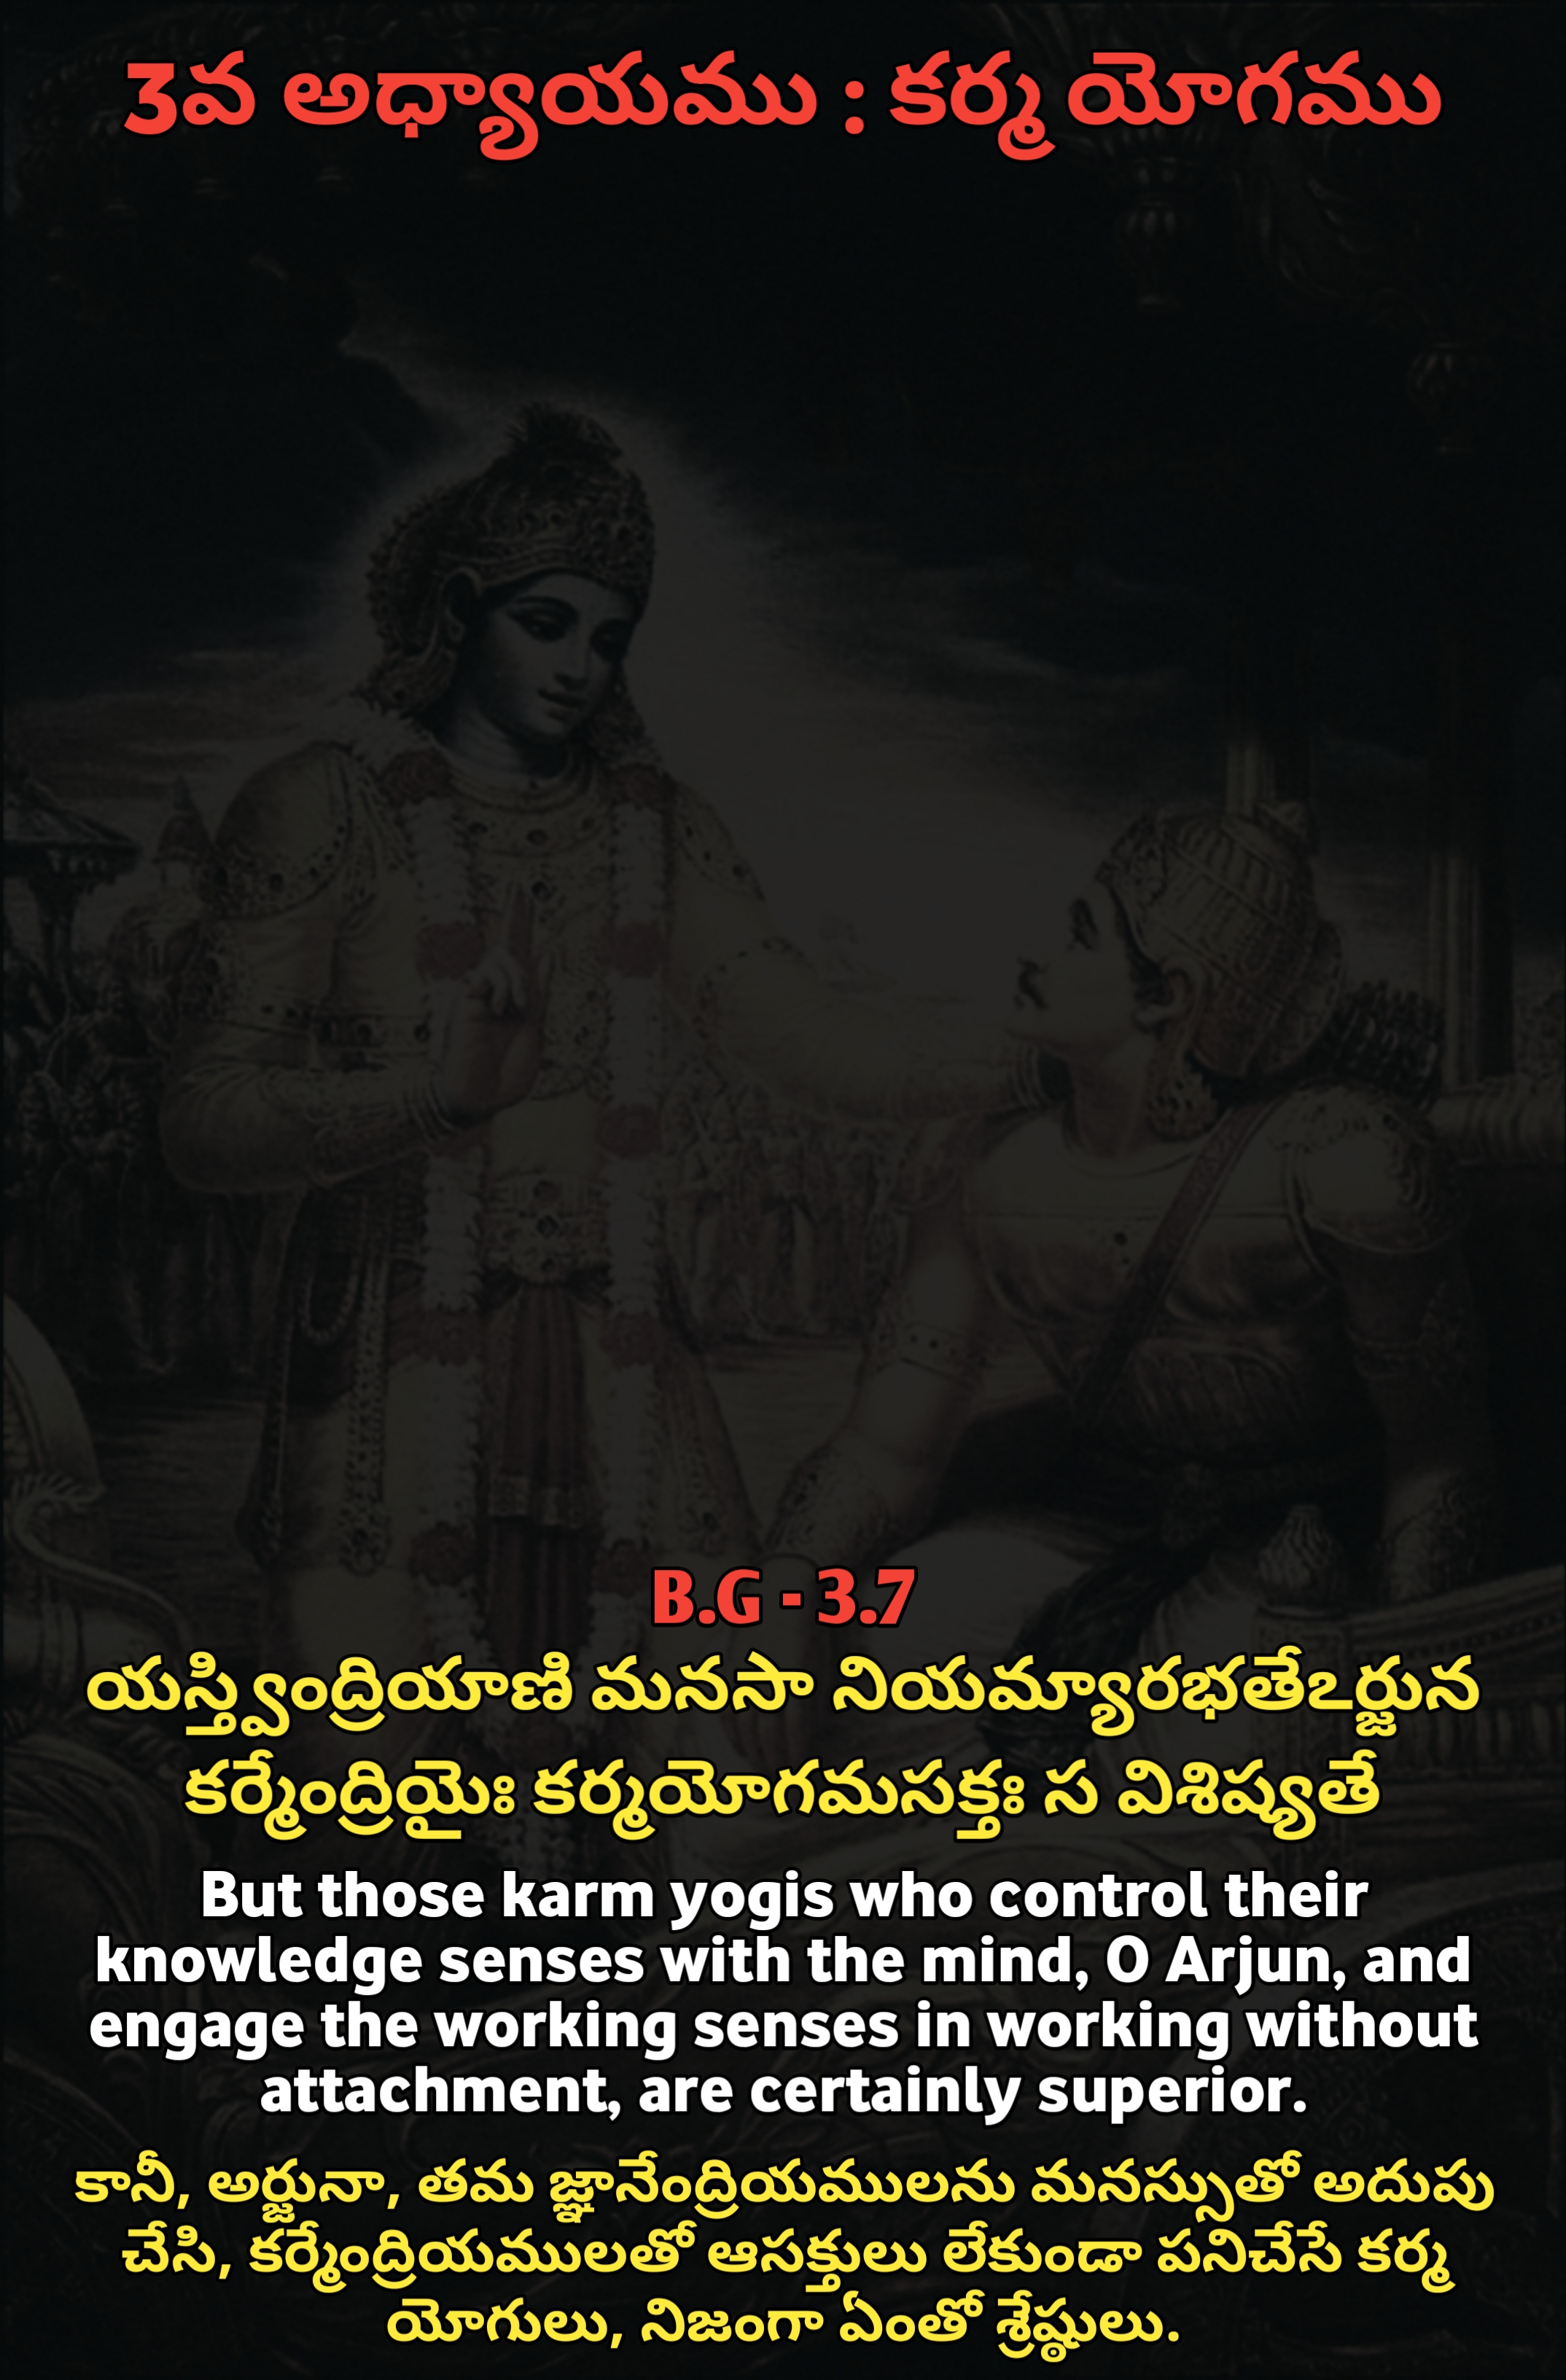 3వ అధ్యాయము : కర్మ యోగము
B.G - 3.7
యస్త్వింద్రియాణి మనసా నియమ్యారభతేఽర్జున
కర్మేంద్రియైః కర్మయోగమసక్తః స విశిష్యతే
But those karm yogis who control their
knowledge senses with the mind, O Arjun, and
engage the working senses in working without
attachment, are certainly superior.
కానీ, అర్జునా, తమ జ్ఞానేంద్రియములను మనస్సుతో అదుపు
చేసి, కర్మేంద్రియములతో ఆసక్తులు లేకుండా పనిచేసే కర్మ
యోగులు, నిజంగా ఏంతో శ్రేష్ఠులు.